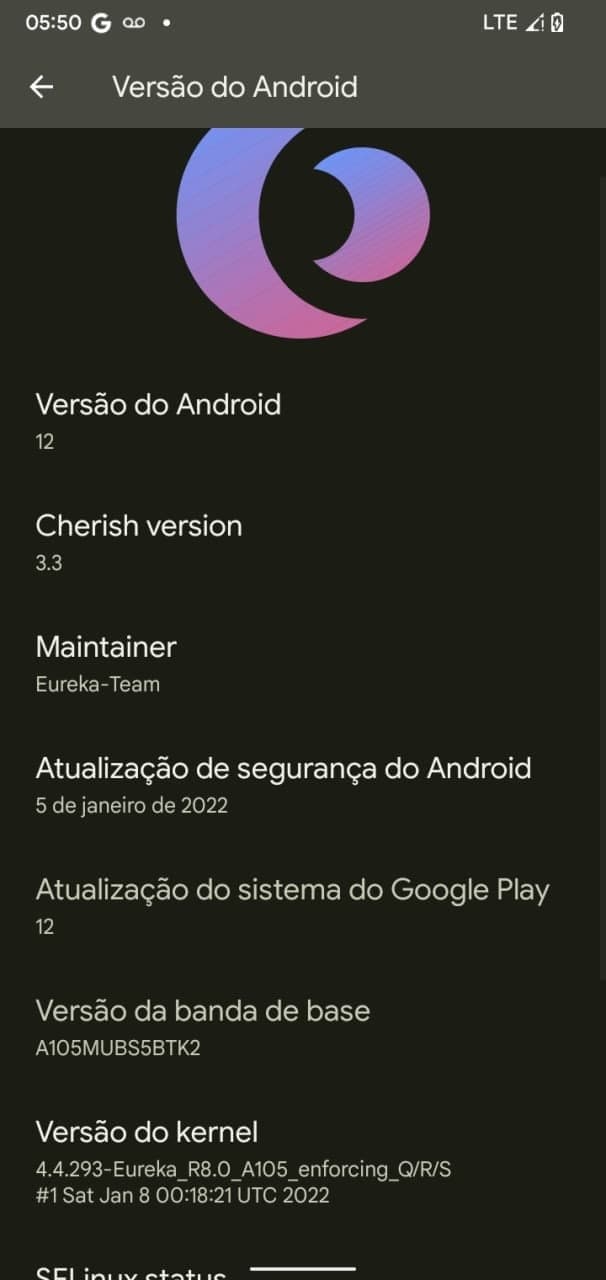 05:50 G LTE
Versão do Android
Versão do Android
12
Cherish version
3.3
Maintainer
Eureka-Team
Atualização de segurança do Android
5 de janeiro de 2022
Atualização do sistema do Google Play
12
Versão da banda de base
A105MUBS5BTK2
Versão do kernel
4.4.293-Eureka_R8.0_A105_enforcing_Q/R/S
#1 Sat Jan 8 00:18:21 UTC 2022
SELinux status